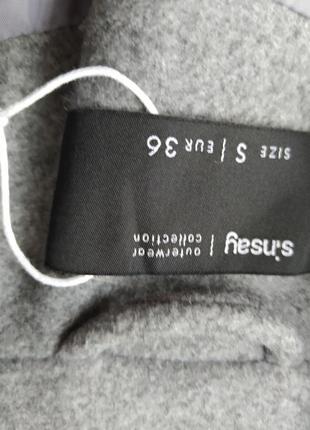 sinsay | outerwear
collection
SIZE S | EUR 36